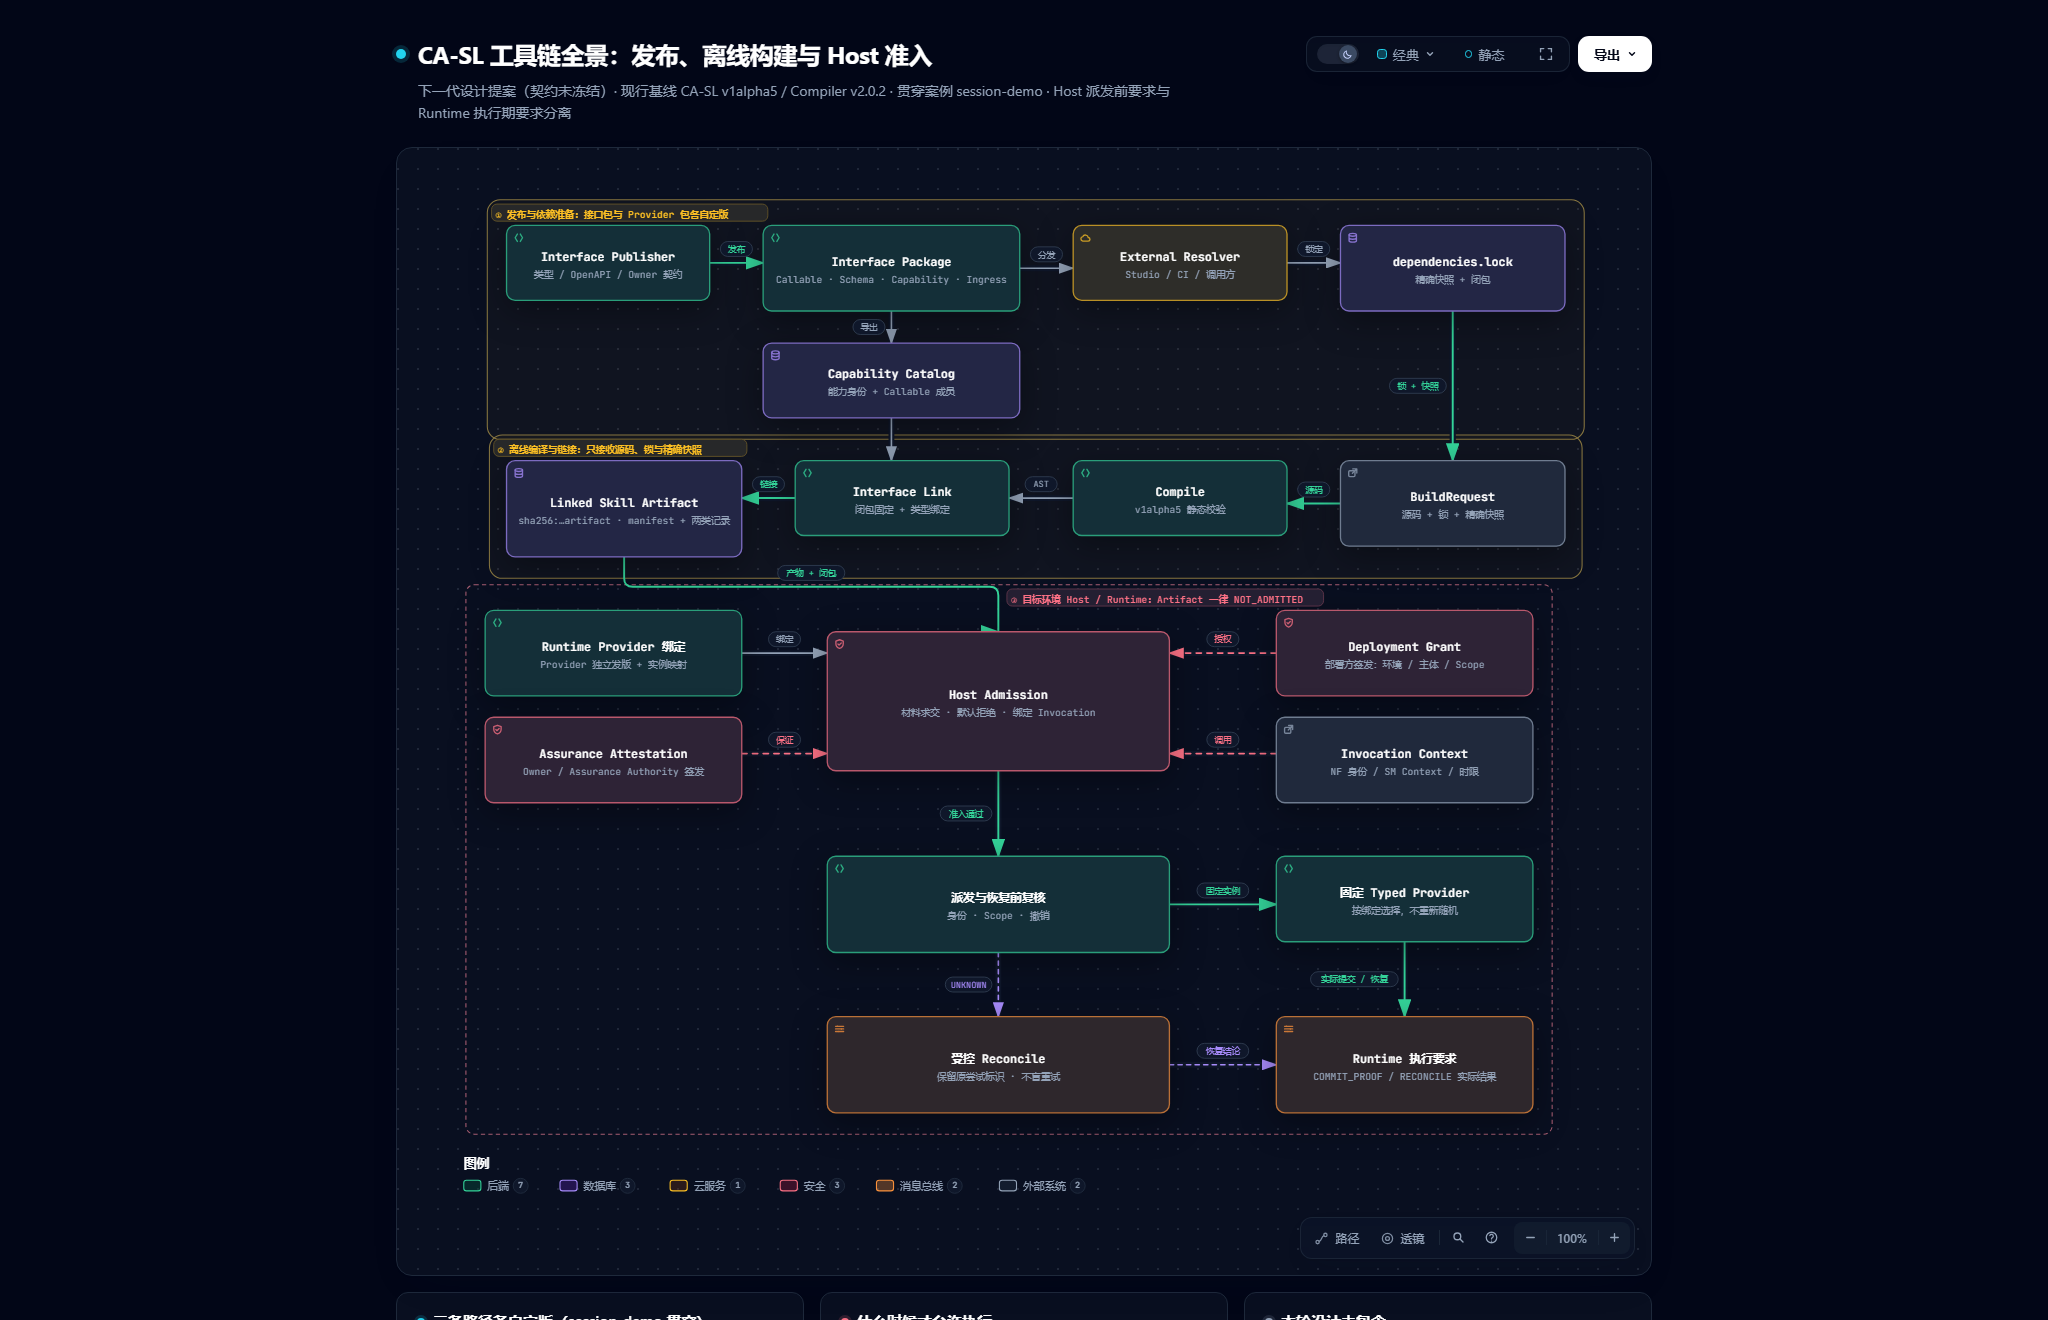 CA-SL 工具链全景：发布、离线构建与 Host 准入
下一代设计提案（契约未冻结）· 现行基线 CA-SL v1alpha5 / Compiler v2.0.2 · 贯穿案例 session-demo · Host 派发前要求与
Runtime 执行期要求分离
经典
静态
导出
① 发布与依赖准备：接口包与 Provider 包各自定版
Interface Publisher
类型 / OpenAPI / Owner 契约
发布
Interface Package
Callable · Schema · Capability · Ingress
分发
External Resolver
Studio / CI / 调用方
锁定
dependencies.lock
精确快照 + 闭包
导出
Capability Catalog
能力身份 + Callable 成员
锁 + 快照
② 离线编译与链接：只接收源码、锁与精确快照
Linked Skill Artifact
sha256:…artifact · manifest + 两类记录
链接
Interface Link
闭包固定 + 类型绑定
AST
Compile
v1alpha5 静态校验
源码
BuildRequest
源码 + 锁 + 精确快照
产物 + 闭包
③ 目标环境 Host / Runtime：Artifact 一律 NOT_ADMITTED
Runtime Provider 绑定
Provider 独立发版 + 实例映射
绑定
Host Admission
材料求交 · 默认拒绝 · 绑定 Invocation
授权
Deployment Grant
部署方签发：环境 / 主体 / Scope
Assurance Attestation
Owner / Assurance Authority 签发
保证
调用
Invocation Context
NF 身份 / SM Context / 时限
准入通过
派发与恢复前复核
身份 · Scope · 撤销
固定实例
固定 Typed Provider
按绑定选择，不重新随机
UNKNOWN
实际提交 / 恢复
受控 Reconcile
保留原尝试标识 · 不盲重试
恢复结论
Runtime 执行要求
COMMIT_PROOF / RECONCILE 实际结果
图例
后端 7
数据库 3
云服务 1
安全 3
消息总线 2
外部系统 2
路径
透镜
100%